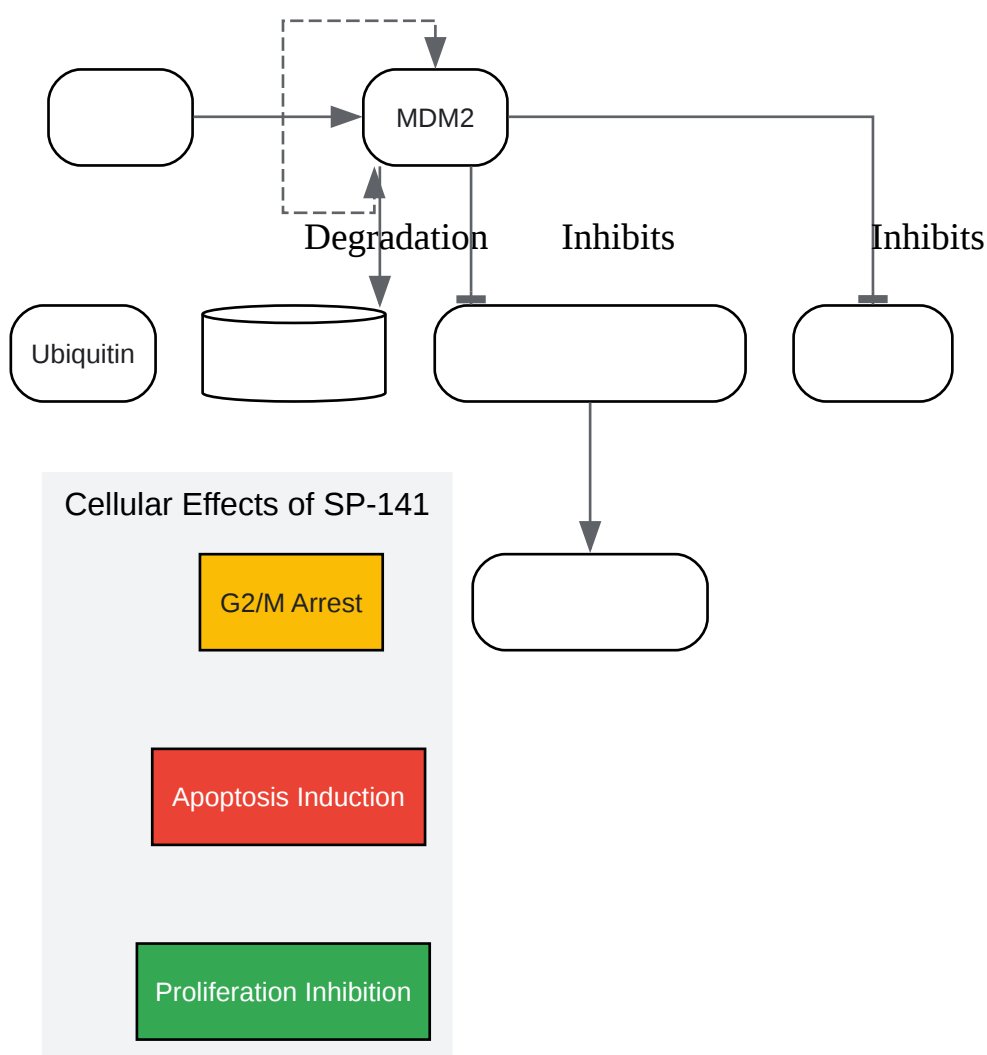 MDM2
Degradation
Inhibits
Inhibits
Ubiquitin
Cellular Effects of SP-141
G2/M Arrest
Apoptosis Induction
Proliferation Inhibition